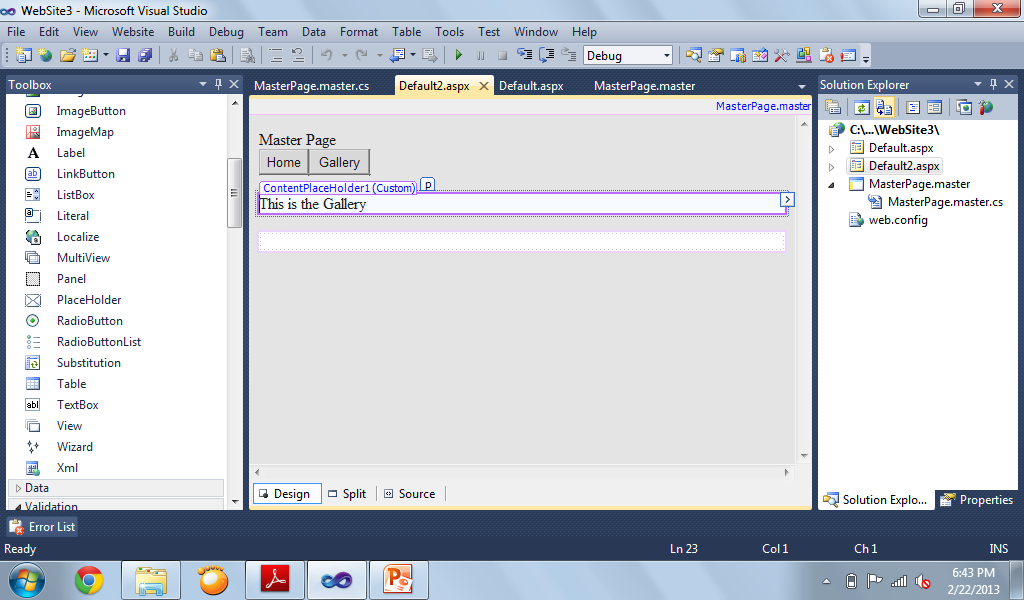 WebSite3 - Microsoft Visual Studio
File Edit View Website Build Debug Team Data Format Table Tools Test Window Help
Debug
Toolbox
ImageButton
ImageMap
A Label
ab LinkButton
ListBox
Literal
Localize
MultiView
Panel
PlaceHolder
RadioButton
RadioButtonList
Substitution
Table
abl TextBox
View
Wizard
Xml
Data
Validation
MasterPage.master.cs Default2.aspx Default.aspx MasterPage.master
MasterPage.master
Master Page
Home Gallery
ContentPlaceHolder1 (Custom) p
This is the Gallery
Design Split Source
Solution Explorer
C:\...\WebSite3\
Default.aspx
Default2.aspx
MasterPage.master
MasterPage.master.cs
web.config
Solution Explo... Properties
Error List
Ready Ln 23 Col 1 Ch 1 INS
6:43 PM
2/22/2013